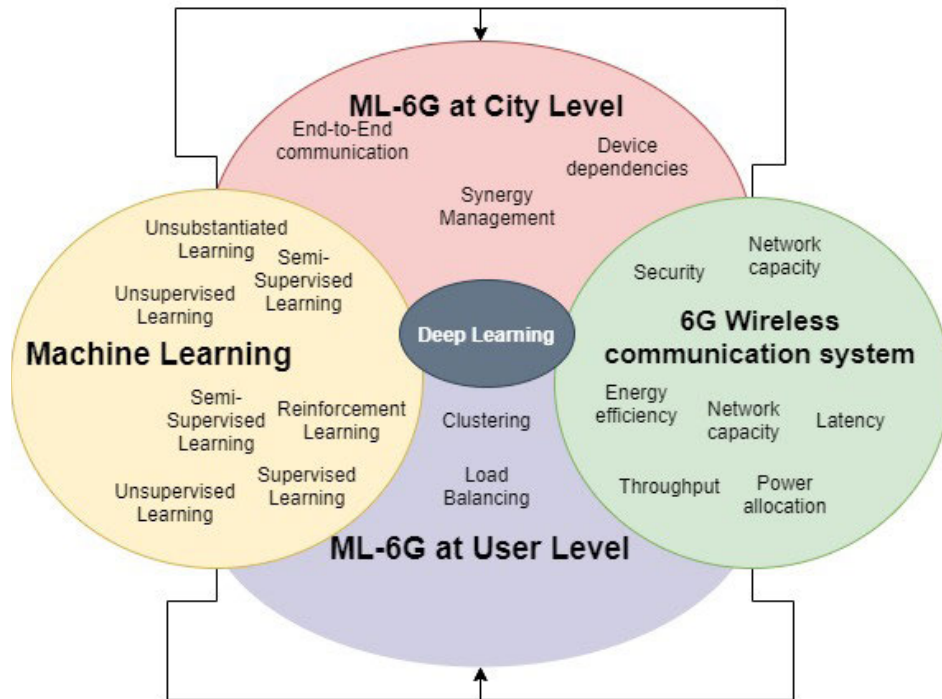 ML-6G at City Level
End-to-End
communication
Device
dependencies
Synergy
Management
Unsubstantiated
Learning
Semi-
Supervised
Learning
Unsupervised
Learning
Machine Learning
Semi-
Supervised
Learning
Reinforcement
Learning
Unsupervised
Learning
Supervised
Learning
Deep Learning
Clustering
Load
Balancing
ML-6G at User Level
Security
Network
capacity
6G Wireless
communication system
Energy
efficiency
Network
capacity
Latency
Throughput
Power
allocation